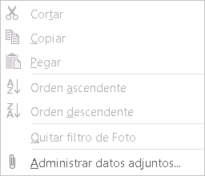 Cortar
Copiar
Pegar
Orden ascendente
Orden descendente
Quitar filtro de Foto
Administrar datos adjuntos...